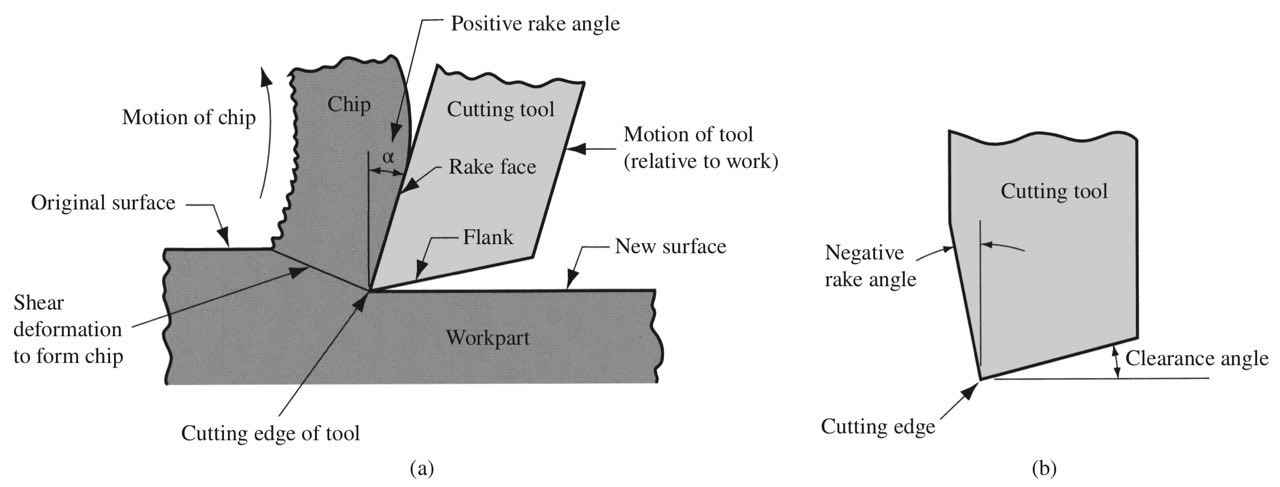 Positive rake angle
Chip
Cutting tool
Motion of chip
Motion of tool
(relative to work)
α
Rake face
Original surface
Flank
New surface
Shear
deformation
to form chip
Workpart
Cutting edge of tool
(a)
Cutting tool
Negative
rake angle
Clearance angle
Cutting edge
(b)